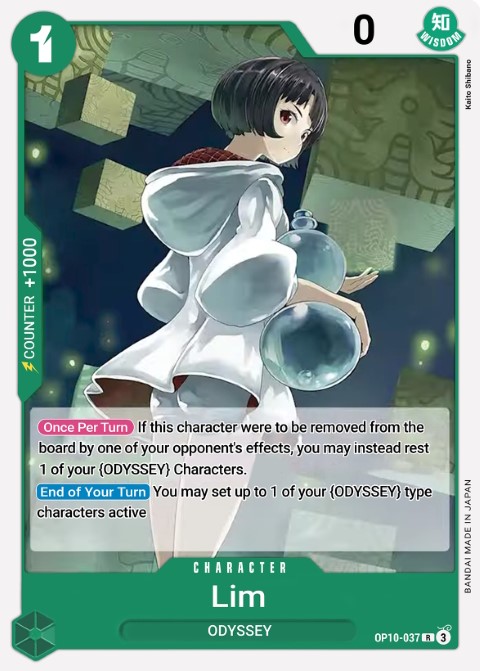 1
0
知
WISDOM
Kaito Shibano
COUNTER +1000
Once Per Turn If this character were to be removed from the
board by one of your opponent's effects, you may instead rest
1 of your {ODYSSEY} Characters.
End of Your Turn You may set up to 1 of your {ODYSSEY} type
characters active
BANDAI MADE IN JAPAN
CHARACTER
Lim
ODYSSEY
OP10-037 R 3